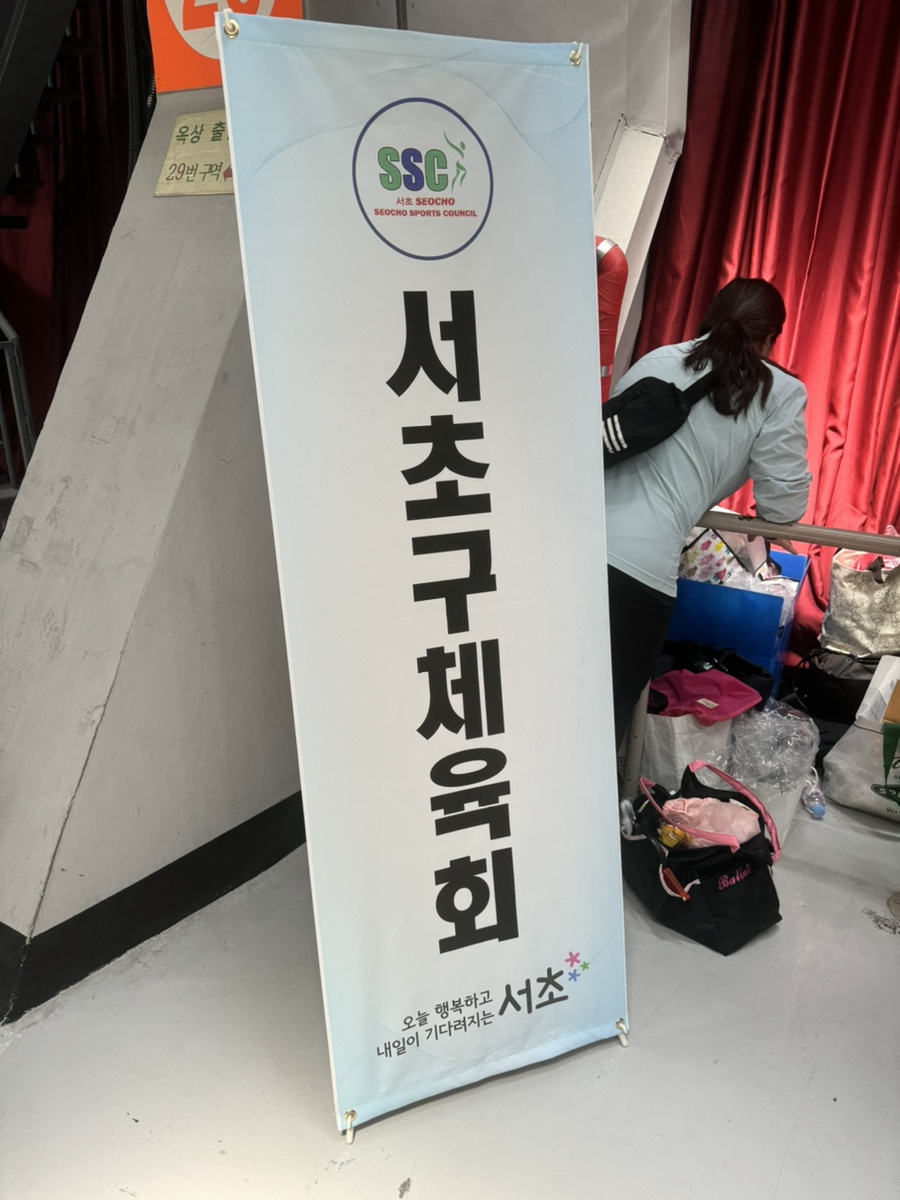 옥상
29번 구역
SSC
서초 SEOCHO
SEOCHO SPORTS COUNCIL
서초구체육회
오늘 행복하고
내일이 기다려지는
서초
Ballet